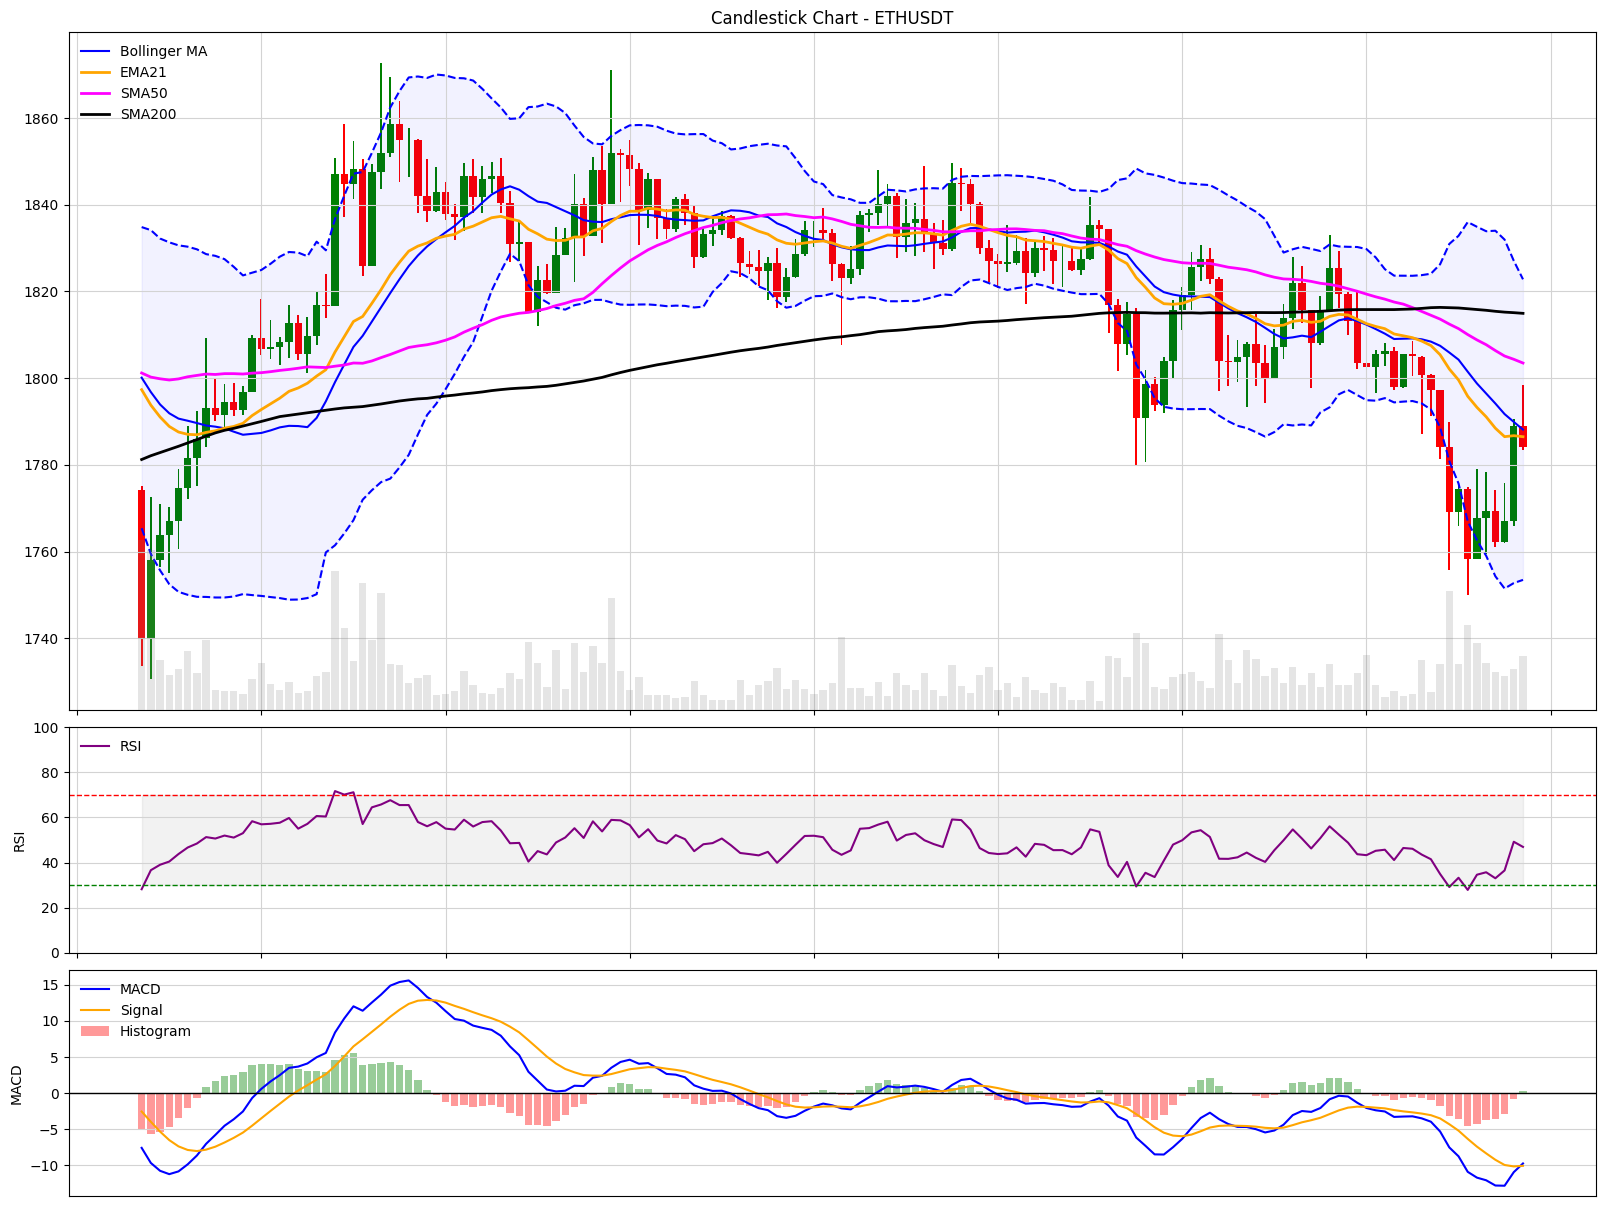 Candlestick Chart - ETHUSDT
Bollinger MA
EMA21
SMA50
SMA200
1860
1840
1820
1800
1780
1760
1740
100
80
60
40
20
0
RSI
RSI
15
10
5
0
−5
−10
MACD
MACD
Signal
Histogram